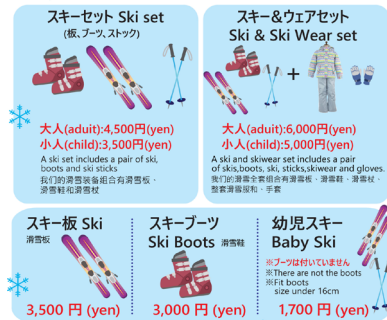 スキーセット Ski set
(板、ブーツ、ストック)
大人(aduit):4,500円(yen)
小人(child):3,500円(yen)
A ski set includes a pair of ski,
boots and ski sticks
我们的滑雪装备组合有滑雪板、
滑雪鞋和滑雪杖
スキー&ウェアセット
Ski & Ski Wear set
大人(aduit):6,000円(yen)
小人(child):5,000円(yen)
A ski and skiwear set includes a pair
of skis,boots, ski, sticks,skiwear and gloves.
我们的滑雪全套组合有滑雪板、滑雪鞋、滑雪杖、
整套滑雪服和、手套
スキー板 Ski
滑雪板
3,500 円 (yen)
スキーブーツ
Ski Boots 滑雪鞋
3,000 円 (yen)
幼児スキー
Baby Ski
※ブーツは付いていません
※There are not the boots
※Fit boots
size under 16cm
1,700 円 (yen)